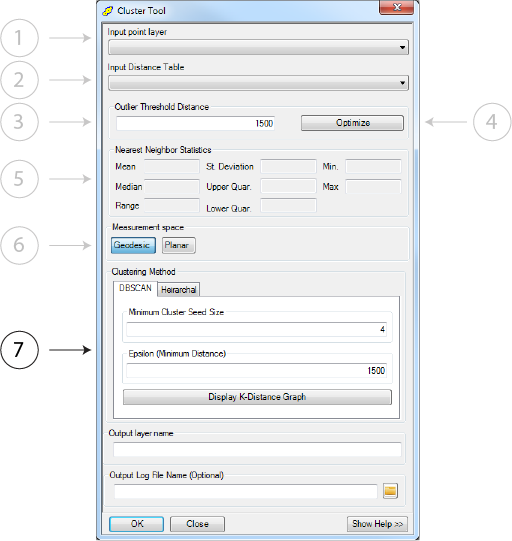 Cluster Tool
1
Input point layer
2
Input Distance Table
3
Outlier Threshold Distance
1500
Optimize
4
5
Nearest Neighbor Statistics
Mean St. Deviation Min.
Median Upper Quar. Max
Range Lower Quar.
6
Measurement space
Geodesic Planar
Clustering Method
DBSCAN Heirarchal
Minimum Cluster Seed Size
4
7
Epsilon (Minimum Distance)
1500
Display K-Distance Graph
Output layer name
Output Log File Name (Optional)
OK Close Show Help >>